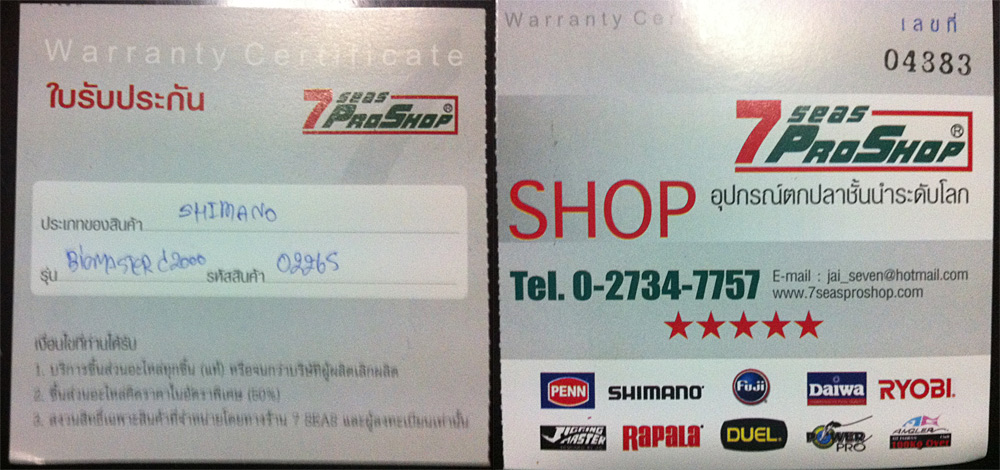 Warranty Certificate
ใบรับประกัน
7 SEAS PROSHOP ®
ประเภทของสินค้า SHIMANO
รุ่น BIOMASTER C2000 รหัสสินค้า 0226S
เงื่อนไขที่ท่านได้รับ
1. บริการชิ้นส่วนอะไหล่ทุกชิ้น (แท้) หรือจนกว่าบริษัทผู้ผลิตเลิกผลิต
2. ชิ้นส่วนอะไหล่คิดราคาในอัตราพิเศษ (50%)
3. สงวนสิทธิ์เฉพาะสินค้าที่จำหน่ายโดยทางร้าน 7 SEAS และผู้ลงทะเบียนเท่านั้น
Warranty Cer
เลขที่
04383
7 SEAS PROSHOP ®
SHOP อุปกรณ์ตกปลาชั้นนำระดับโลก
Tel. 0-2734-7757 E-mail : jai_seven@hotmail.com
www.7seasproshop.com
PENN SHIMANO Fuji Daiwa RYOBI
JIGGING MASTER RAPALA DUEL POWER PRO ANGLER